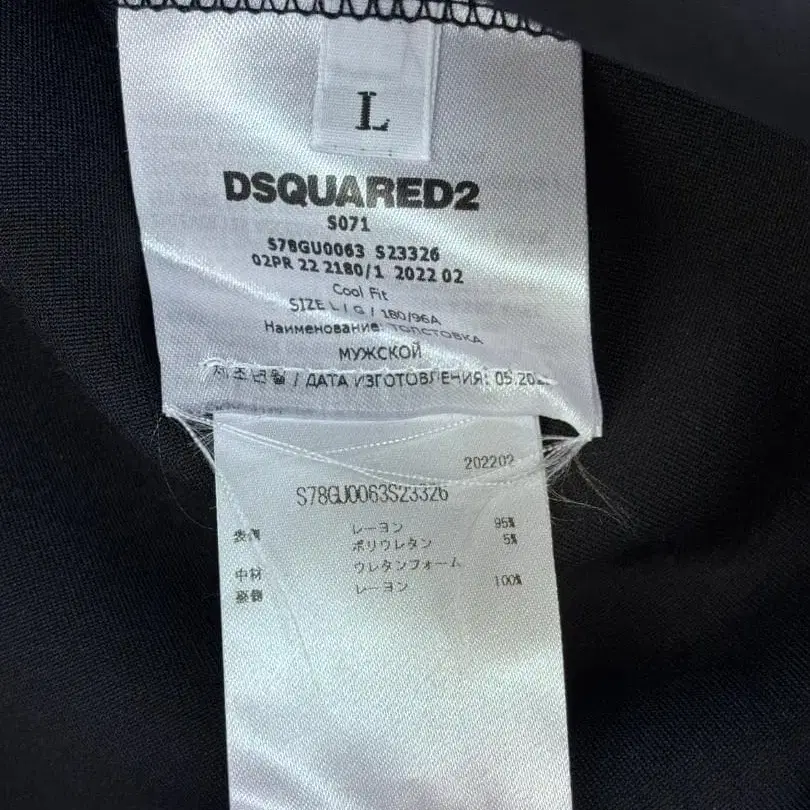 L
DSQUARED2
S071
S78GU0063 S23326
02PR 22 2180/1 2022 02
Cool Fit
SIZE L / G / 180/96A
Наименование: ТОЛСТОВКА
МУЖСКОЙ
제조년월 / ДАТА ИЗГОТОВЛЕНИЯ: 05.20
202202
S78GU0063S23326
表側 レーヨン 95%
ポリウレタン 5%
中材 ウレタンフォーム
裏側 レーヨン 100%